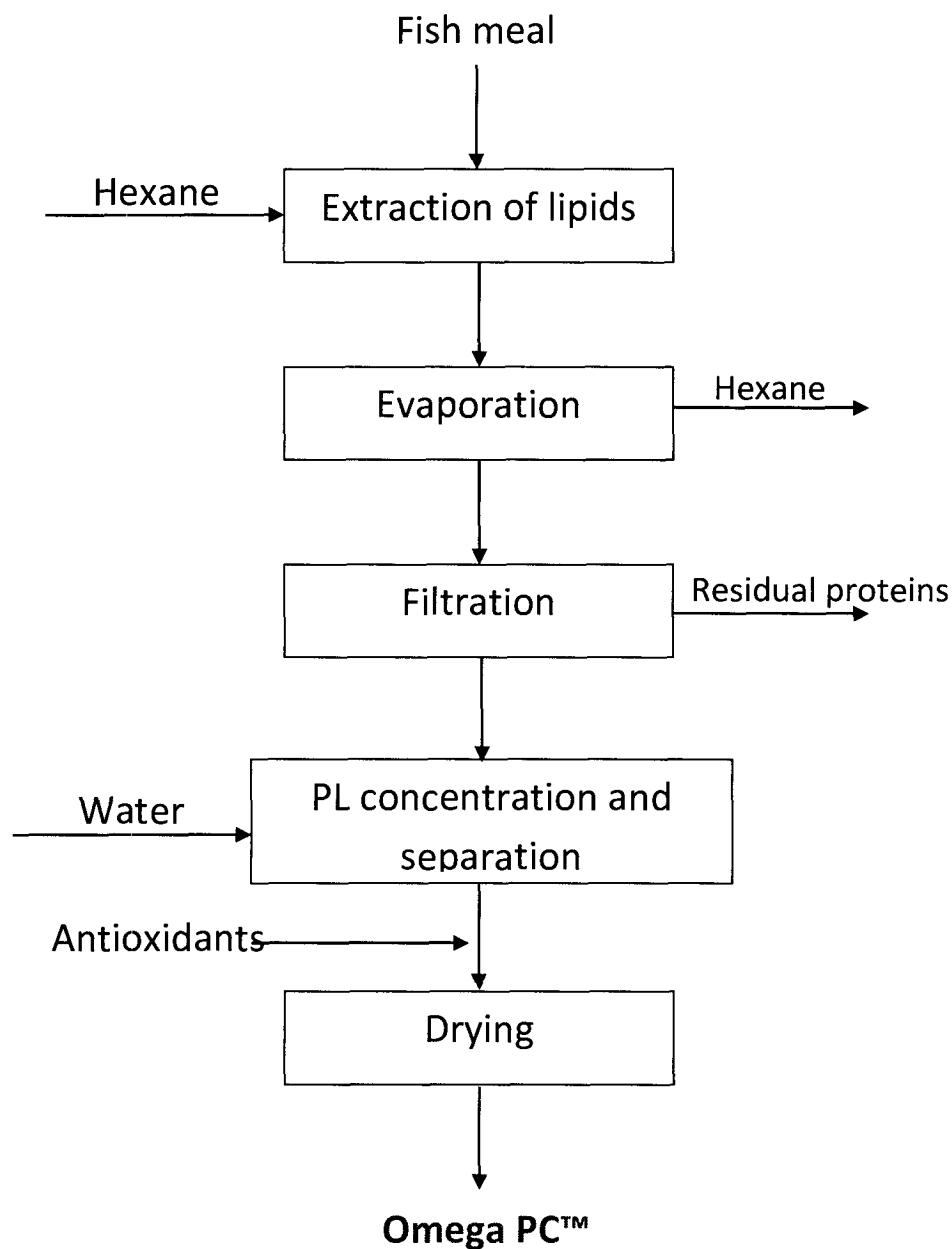 Fish meal
Hexane
Extraction of lipids
Evaporation
Hexane
Filtration
Residual proteins
Water
PL concentration and
separation
Antioxidants
Drying
Omega PC™